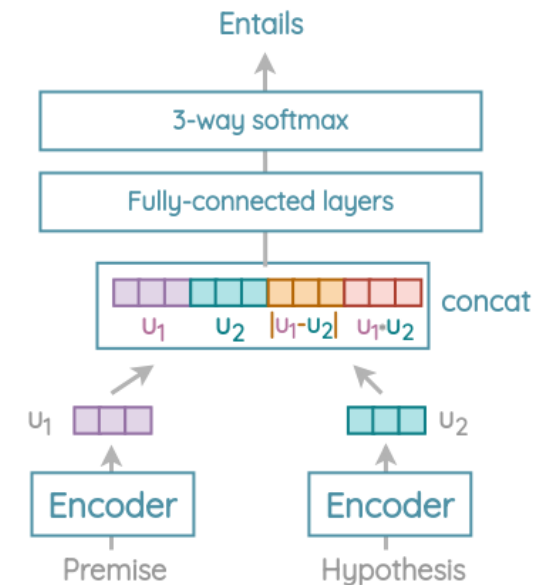 Entails
3-way softmax
Fully-connected layers
concat
u₁ u₂ |u₁-u₂| u₁*u₂
u₁ u₂
Encoder Encoder
Premise Hypothesis